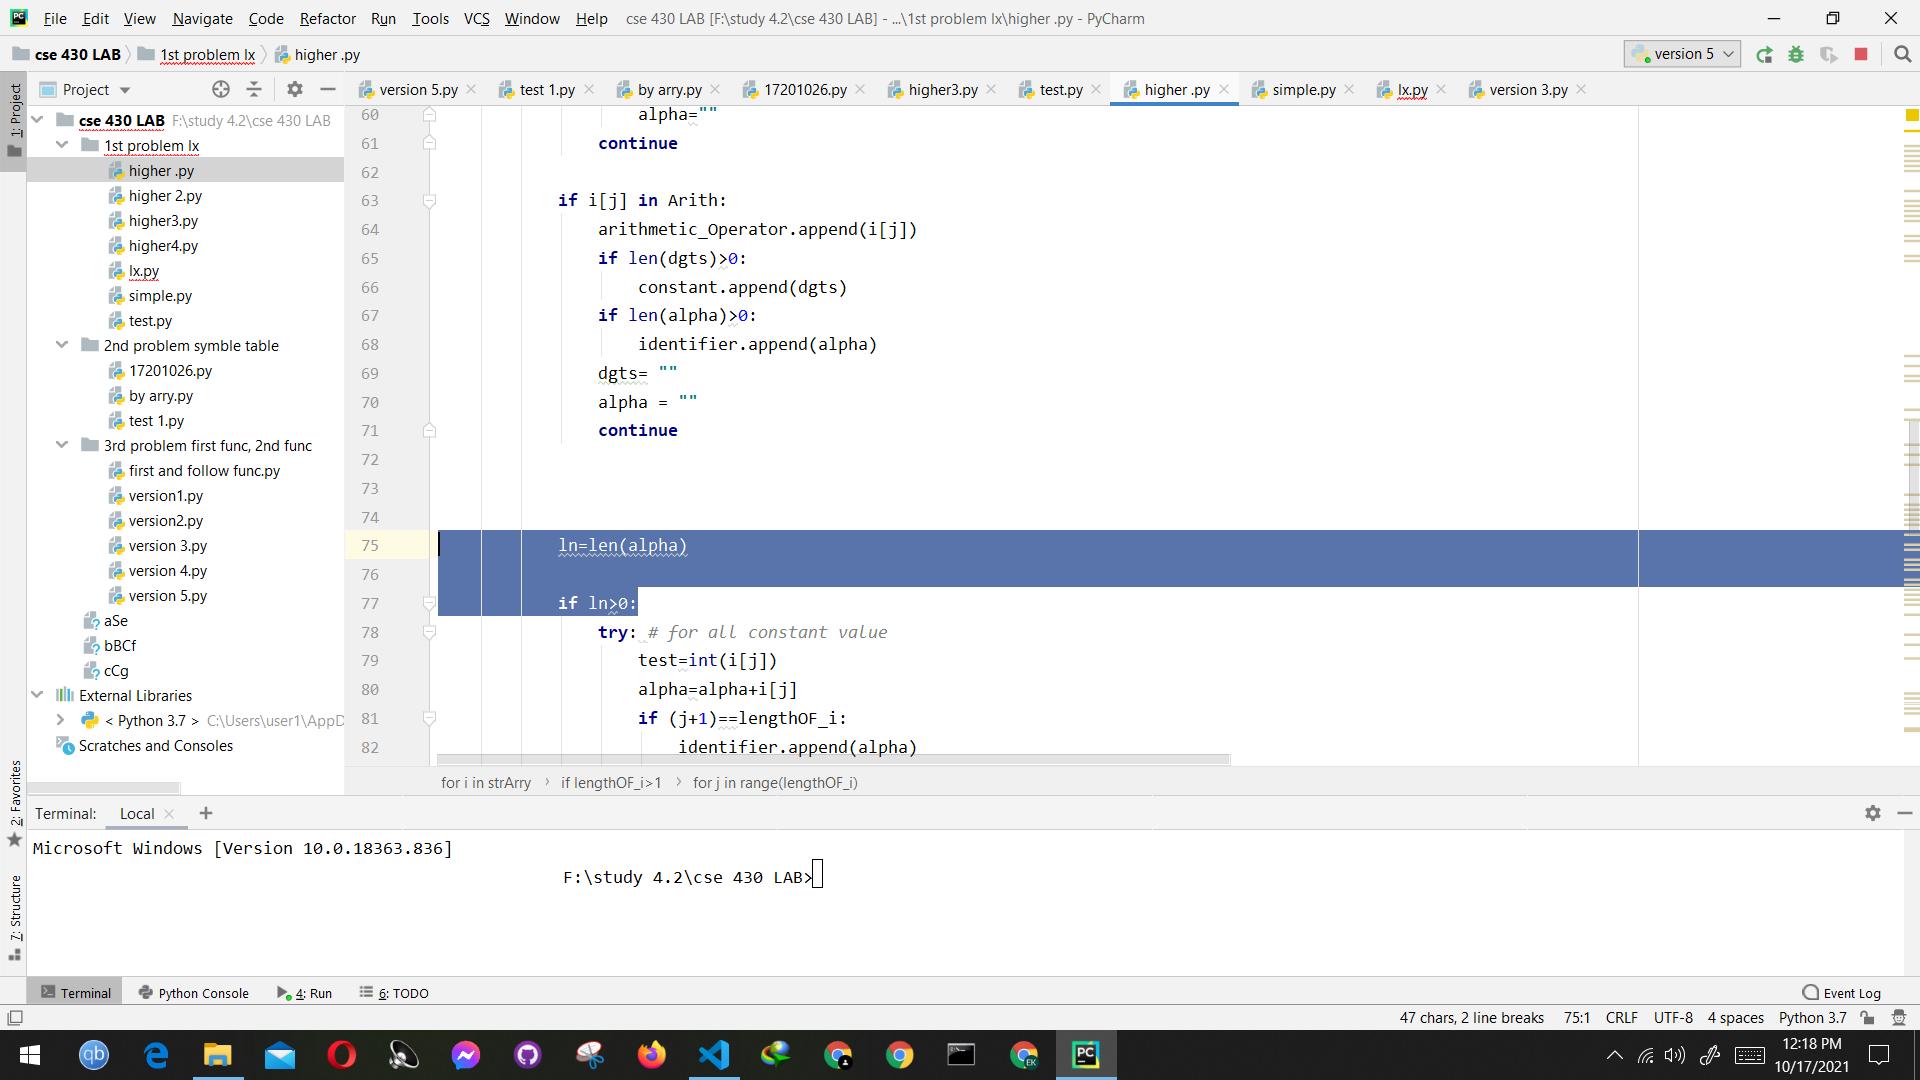 File Edit View Navigate Code Refactor Run Tools VCS Window Help cse 430 LAB [F:\study 4.2\cse 430 LAB] - ...\1st problem lx\higher .py - PyCharm
cse 430 LAB 1st problem lx higher .py version 5
1: Project
Project
version 5.py test 1.py by arry.py 17201026.py higher3.py test.py higher .py simple.py lx.py version 3.py
cse 430 LAB F:\study 4.2\cse 430 LAB
1st problem lx
higher .py
higher 2.py
higher3.py
higher4.py
lx.py
simple.py
test.py
2nd problem symble table
17201026.py
by arry.py
test 1.py
3rd problem first func, 2nd func
first and follow func.py
version1.py
version2.py
version 3.py
version 4.py
version 5.py
aSe
bBCf
cCg
External Libraries
< Python 3.7 > C:\Users\user1\AppD
Scratches and Consoles
60 alpha=""
61 continue
62
63 if i[j] in Arith:
64 arithmetic_Operator.append(i[j])
65 if len(dgts)>0:
66 constant.append(dgts)
67 if len(alpha)>0:
68 identifier.append(alpha)
69 dgts= ""
70 alpha = ""
71 continue
72
73
74
75 ln=len(alpha)
76
77 if ln>0:
78 try: # for all constant value
79 test=int(i[j])
80 alpha=alpha+i[j]
81 if (j+1)==lengthOF_i:
82 identifier.append(alpha)
for i in strArry › if lengthOF_i>1 › for j in range(lengthOF_i)
2: Favorites
7: Structure
Terminal: Local +
Microsoft Windows [Version 10.0.18363.836]
F:\study 4.2\cse 430 LAB>
Terminal Python Console 4: Run 6: TODO Event Log
47 chars, 2 line breaks 75:1 CRLF UTF-8 4 spaces Python 3.7
12:18 PM
10/17/2021